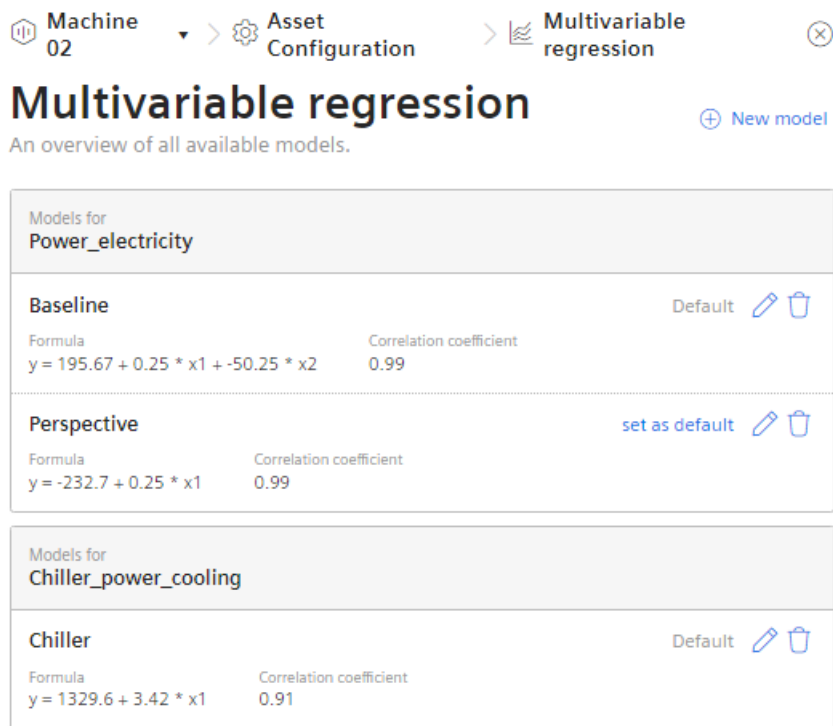 Machine 02
Asset Configuration
Multivariable regression
Multivariable regression
New model
An overview of all available models.
Models for
Power_electricity
Baseline
Default
Formula
Correlation coefficient
y = 195.67 + 0.25 * x1 + -50.25 * x2
0.99
Perspective
set as default
Formula
Correlation coefficient
y = -232.7 + 0.25 * x1
0.99
Models for
Chiller_power_cooling
Chiller
Default
Formula
Correlation coefficient
y = 1329.6 + 3.42 * x1
0.91